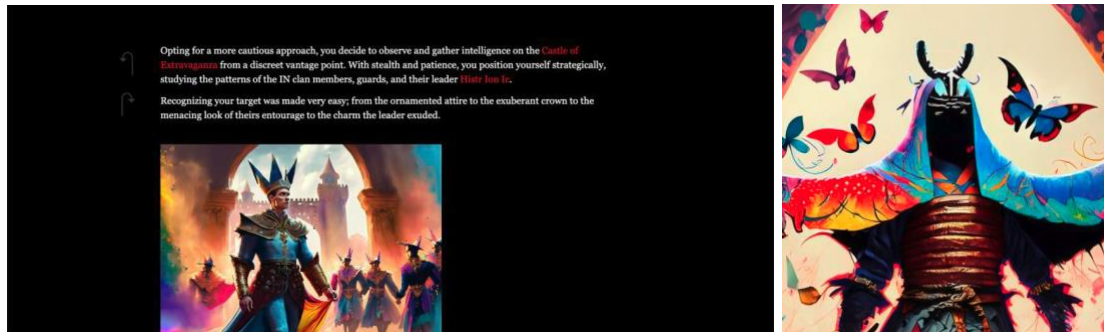 Opting for a more cautious approach, you decide to observe and gather intelligence on the Castle of
Extravaganza from a discreet vantage point. With stealth and patience, you position yourself strategically,
studying the patterns of the IN clan members, guards, and their leader Histr Ion Ic.
Recognizing your target was made very easy; from the ornamented attire to the exuberant crown to the
menacing look of theirs entourage to the charm the leader exuded.